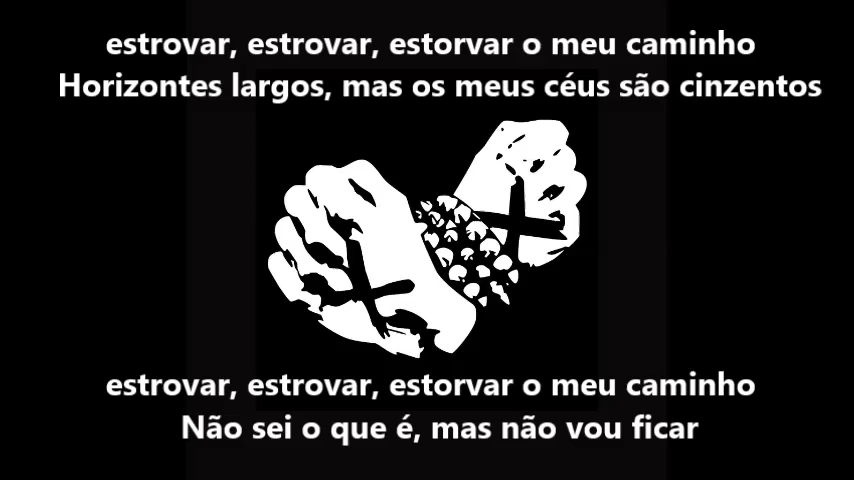 estrovar, estrovar, estorvar o meu caminho
Horizontes largos, mas os meus céus são cinzentos
estrovar, estrovar, estorvar o meu caminho
Não sei o que é, mas não vou ficar